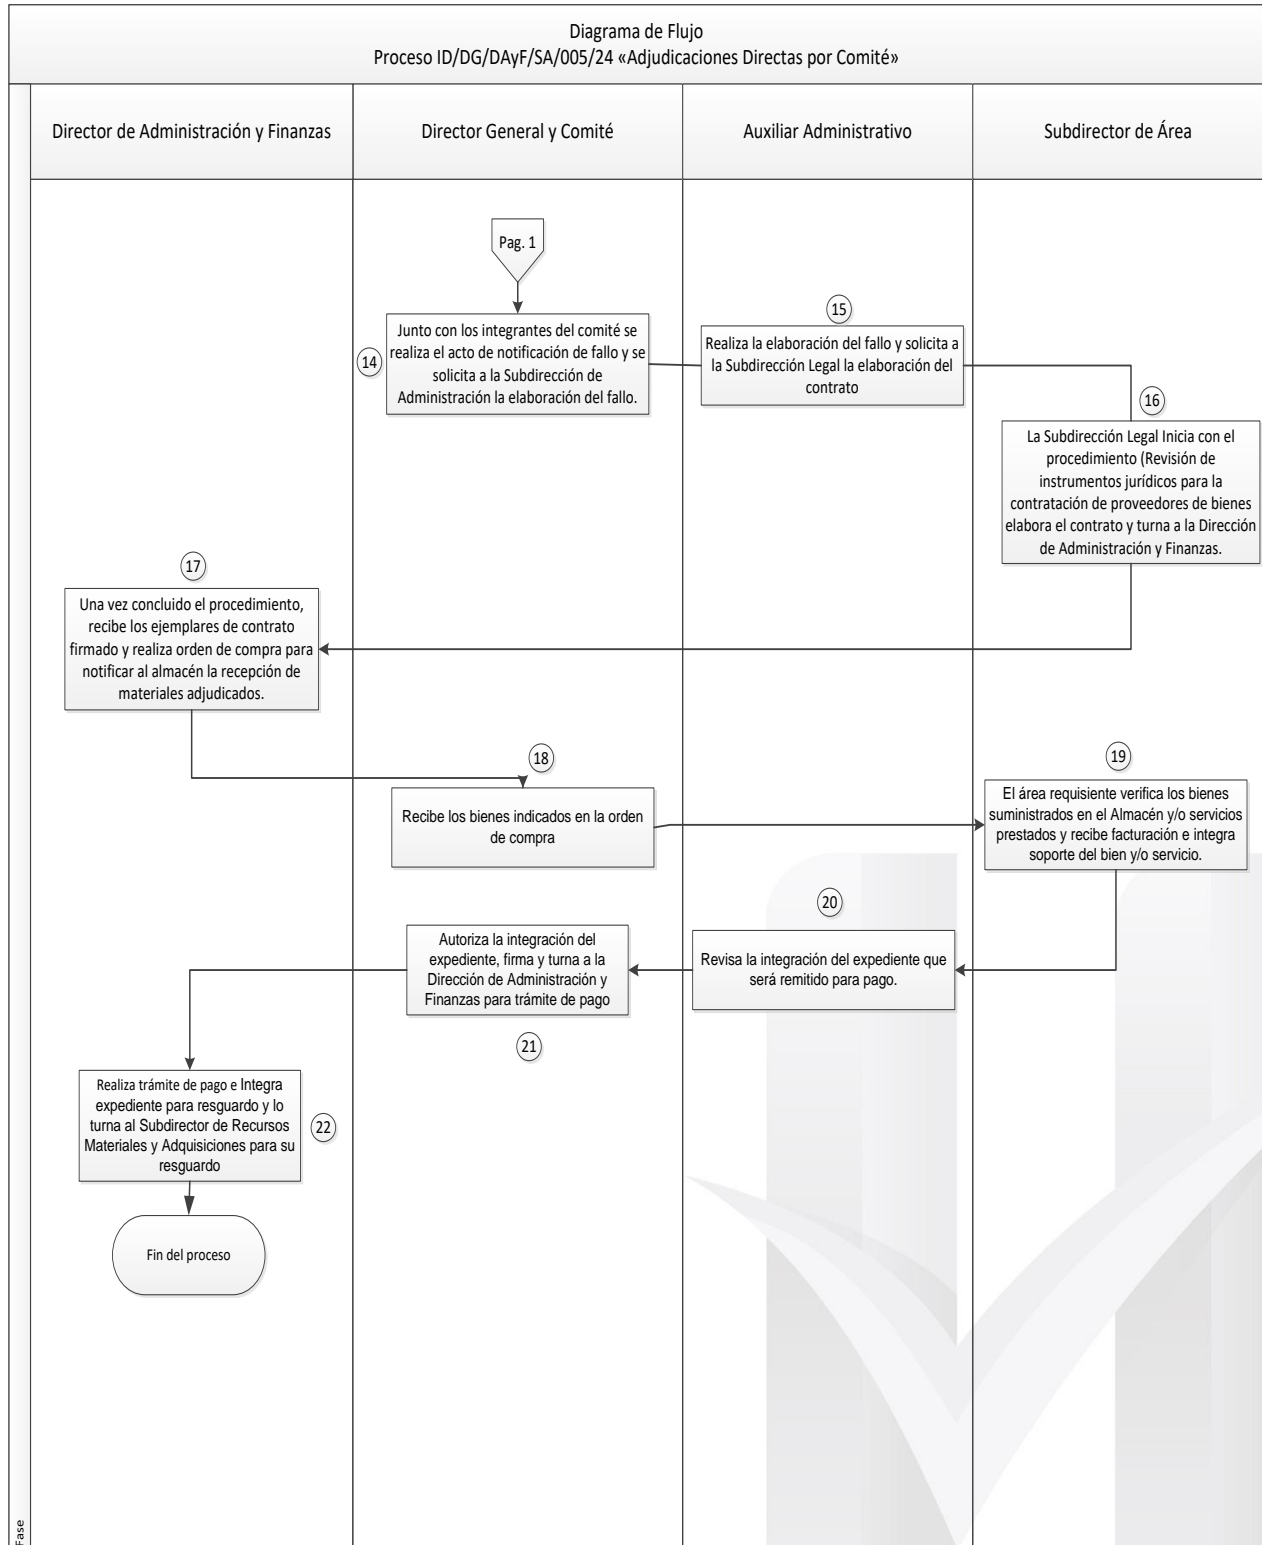 Diagrama de Flujo
Proceso ID/DG/DAyF/SA/005/24 «Adjudicaciones Directas por Comité»
Director de Administración y Finanzas
Director General y Comité
Auxiliar Administrativo
Subdirector de Área
Pag. 1
14
Junto con los integrantes del comité se
realiza el acto de notificación de fallo y se
solicita a la Subdirección de
Administración la elaboración del fallo.
15
Realiza la elaboración del fallo y solicita a
la Subdirección Legal la elaboración del
contrato
16
La Subdirección Legal Inicia con el
procedimiento (Revisión de
instrumentos jurídicos para la
contratación de proveedores de bienes
elabora el contrato y turna a la Dirección
de Administración y Finanzas.
17
Una vez concluido el procedimiento,
recibe los ejemplares de contrato
firmado y realiza orden de compra para
notificar al almacén la recepción de
materiales adjudicados.
18
Recibe los bienes indicados en la orden
de compra
19
El área requisiente verifica los bienes
suministrados en el Almacén y/o servicios
prestados y recibe facturación e integra
soporte del bien y/o servicio.
20
Revisa la integración del expediente que
será remitido para pago.
Autoriza la integración del
expediente, firma y turna a la
Dirección de Administración y
Finanzas para trámite de pago
21
Realiza trámite de pago e Integra
expediente para resguardo y lo
turna al Subdirector de Recursos
Materiales y Adquisiciones para su
resguardo
22
Fin del proceso
Fase